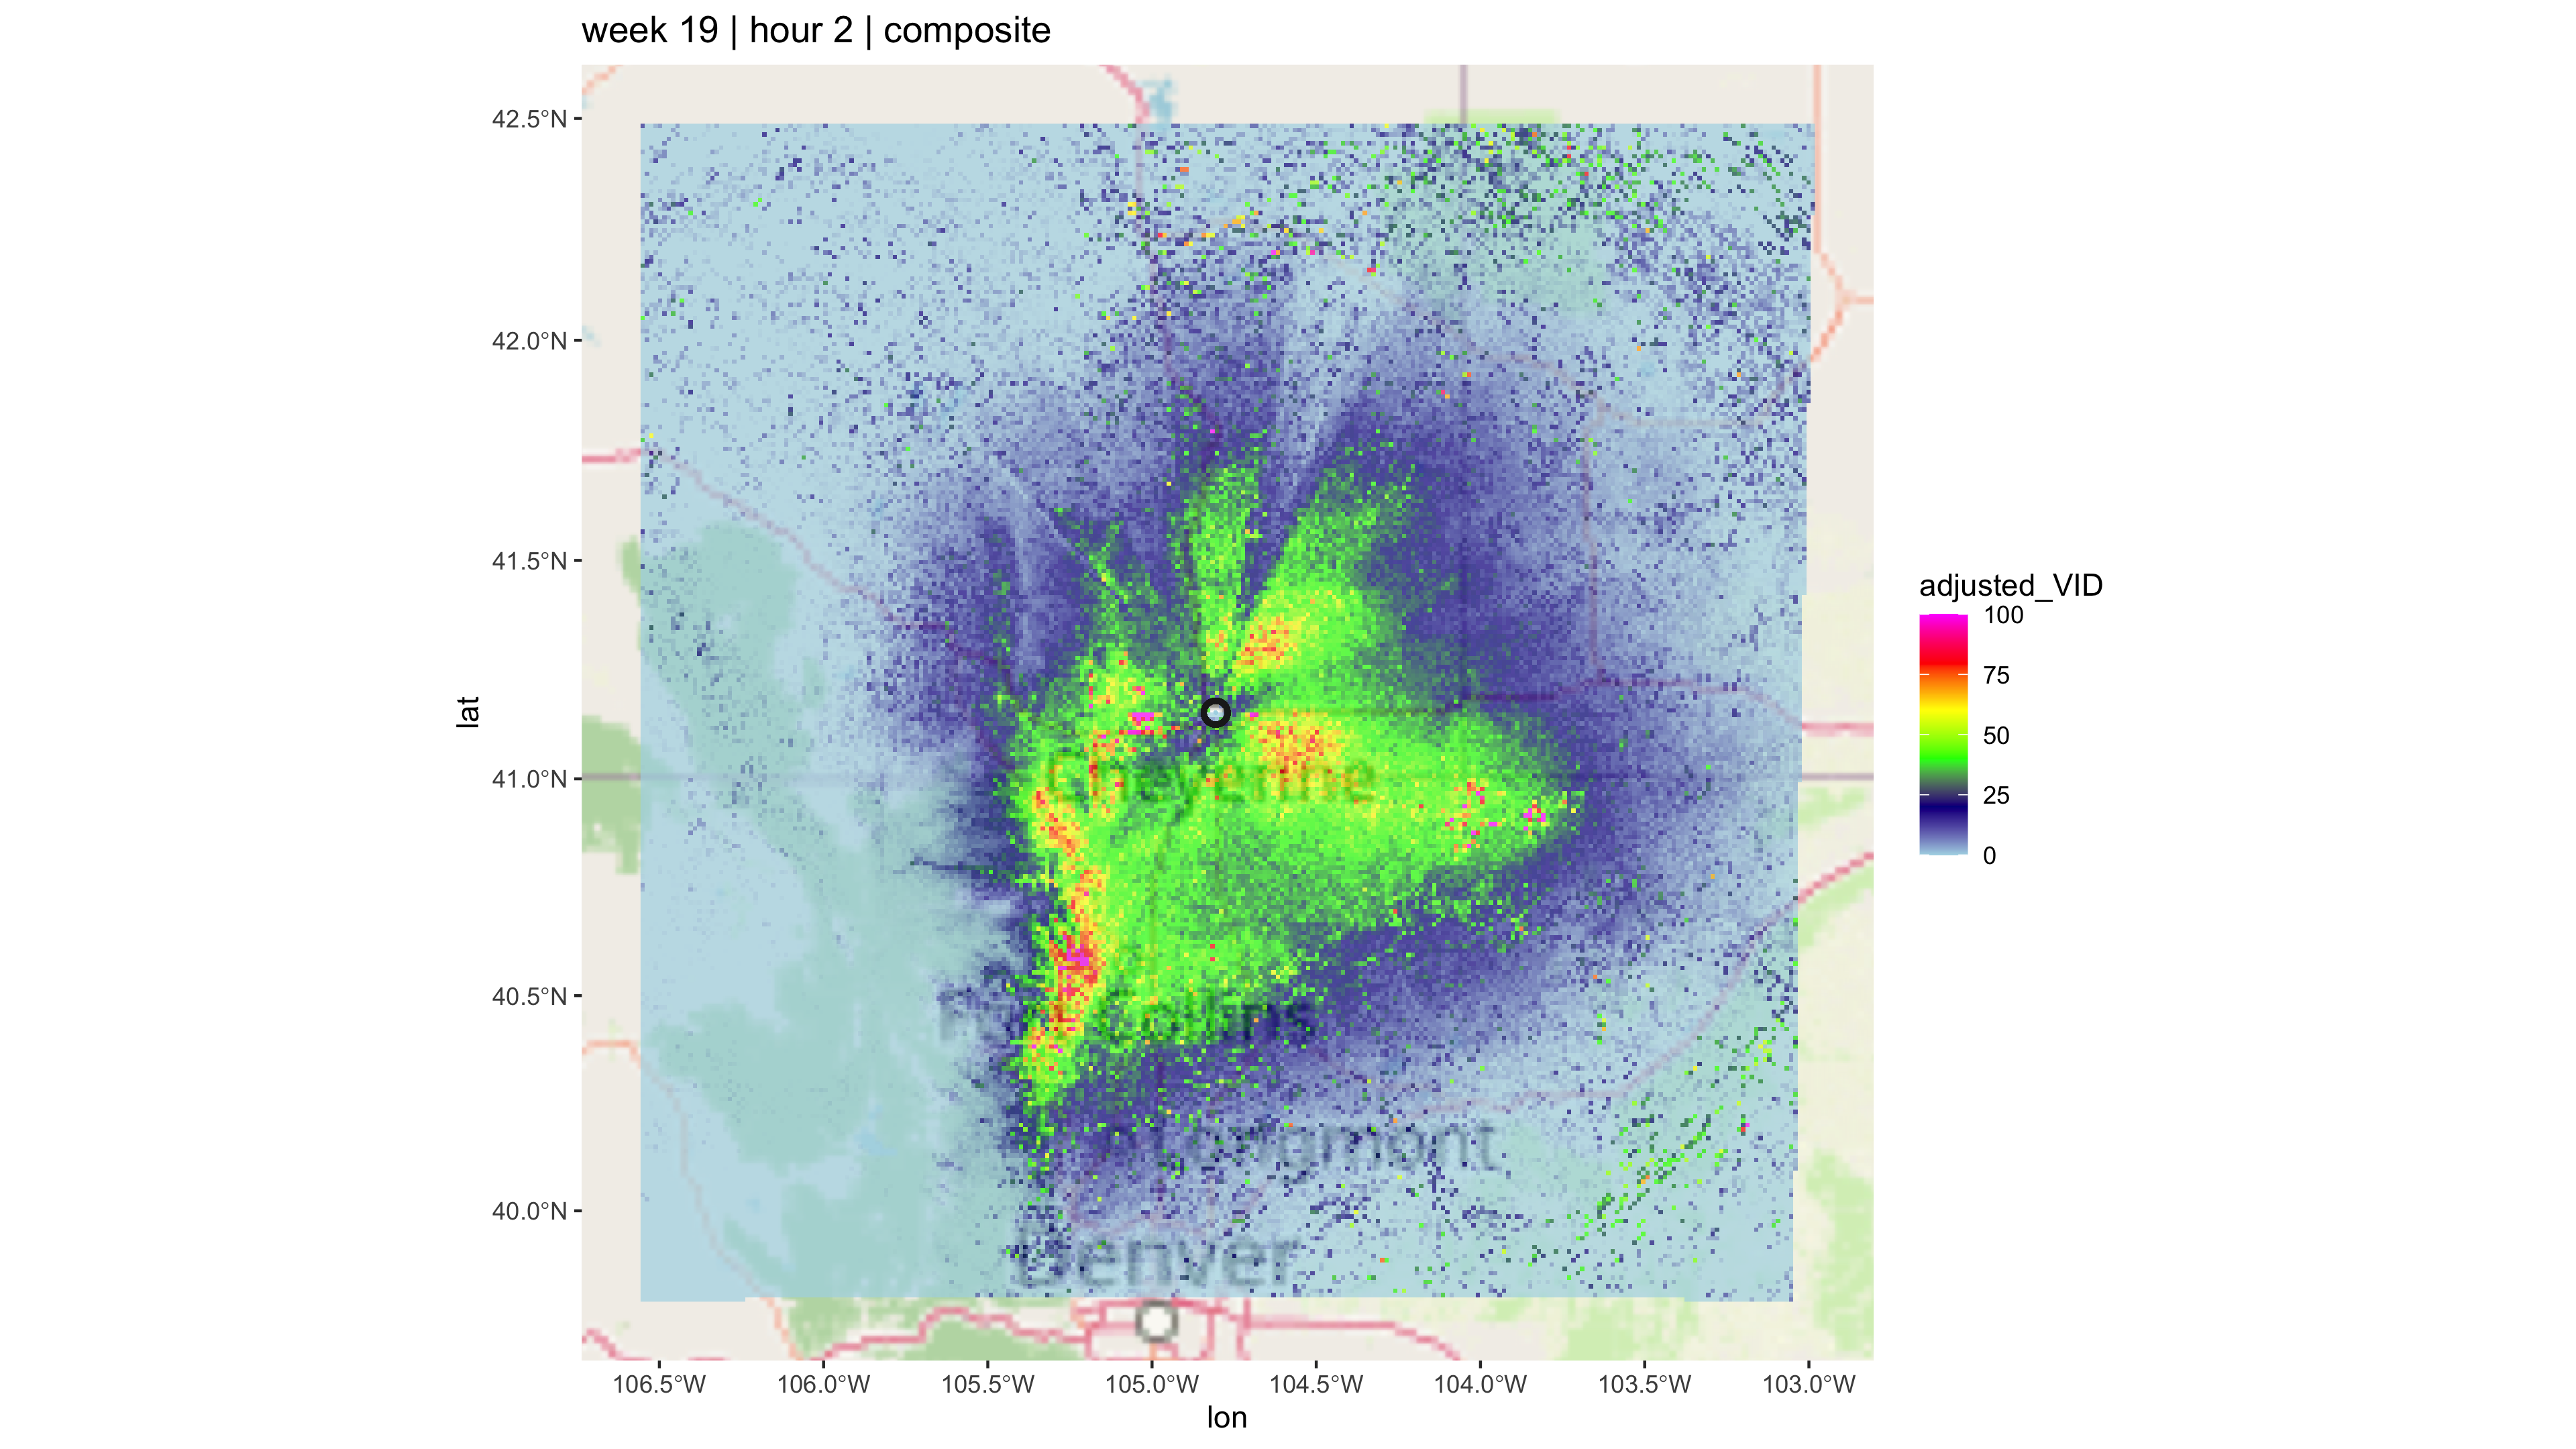 week 19 | hour 2 | composite
42.5°N
42.0°N
41.5°N
41.0°N
40.5°N
40.0°N
lat
Cheyenne
Fort Collins
Longmont
Denver
106.5°W 106.0°W 105.5°W 105.0°W 104.5°W 104.0°W 103.5°W 103.0°W
lon
adjusted_VID
100
75
50
25
0